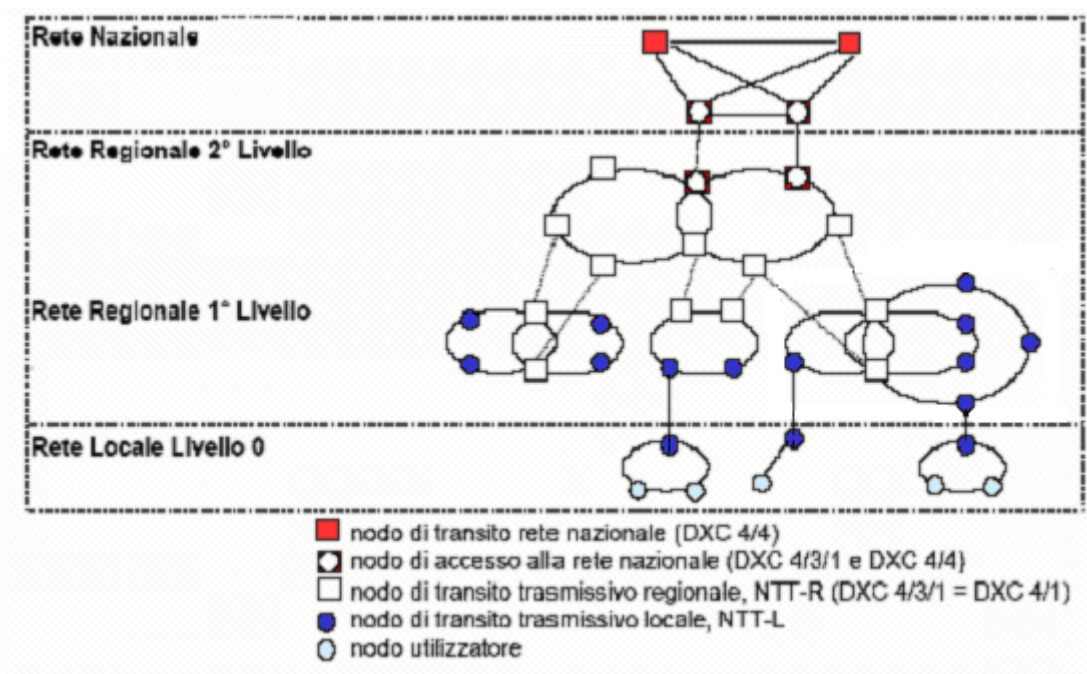 Rete Nazionale
Rete Regionale 2° Livello
Rete Regionale 1° Livello
Rete Locale Livello 0
nodo di transito rete nazionale (DXC 4/4)
nodo di accesso alla rete nazionale (DXC 4/3/1 e DXC 4/4)
nodo di transito trasmissivo regionale, NTT-R (DXC 4/3/1 = DXC 4/1)
nodo di transito trasmissivo locale, NTT-L
nodo utilizzatore